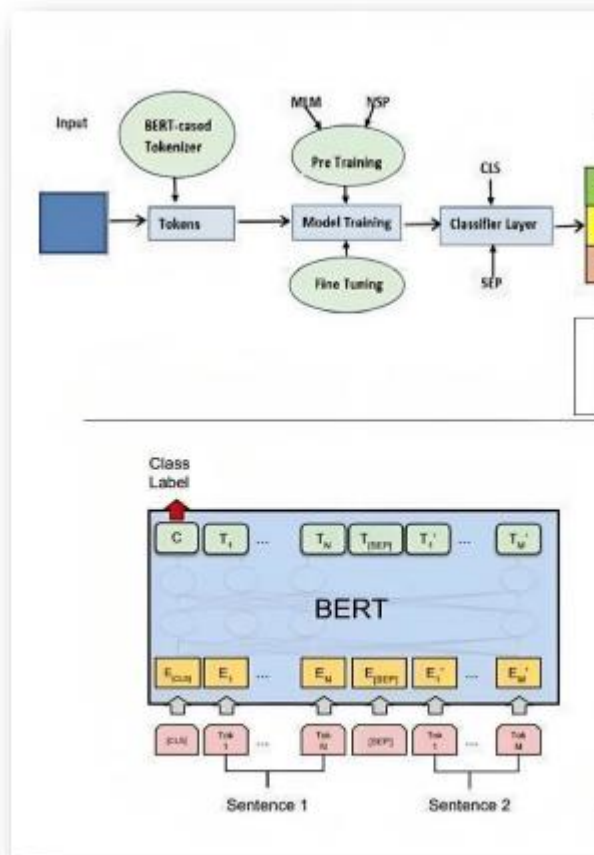 MLM NSP
Input
BERT-cased
Tokenizer
Pre Training
CLS
Tokens
Model Training
Classifier Layer
Fine Tuning
SEP
Class
Label
C T1 ... TN T[SEP] T1' ... TM'
BERT
E[CLS] E1 ... EN E[SEP] E1' ... EM'
[CLS] Tok 1 ... Tok N [SEP] Tok 1 ... Tok M
Sentence 1 Sentence 2